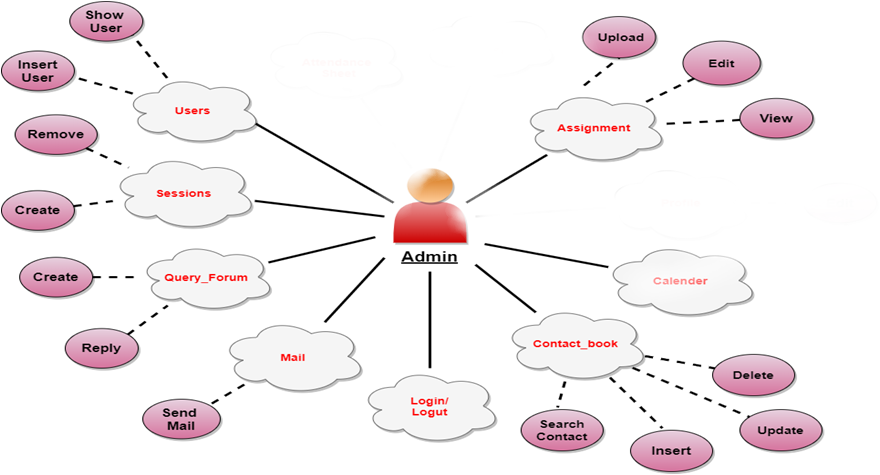 Show
User
Insert
User
Users
Remove
Sessions
Create
Create
Query_Forum
Reply
Mail
Send
Mail
Login/
Logut
Admin
Upload
Edit
Assignment
View
Calender
Contact_book
Delete
Search
Contact
Update
Insert